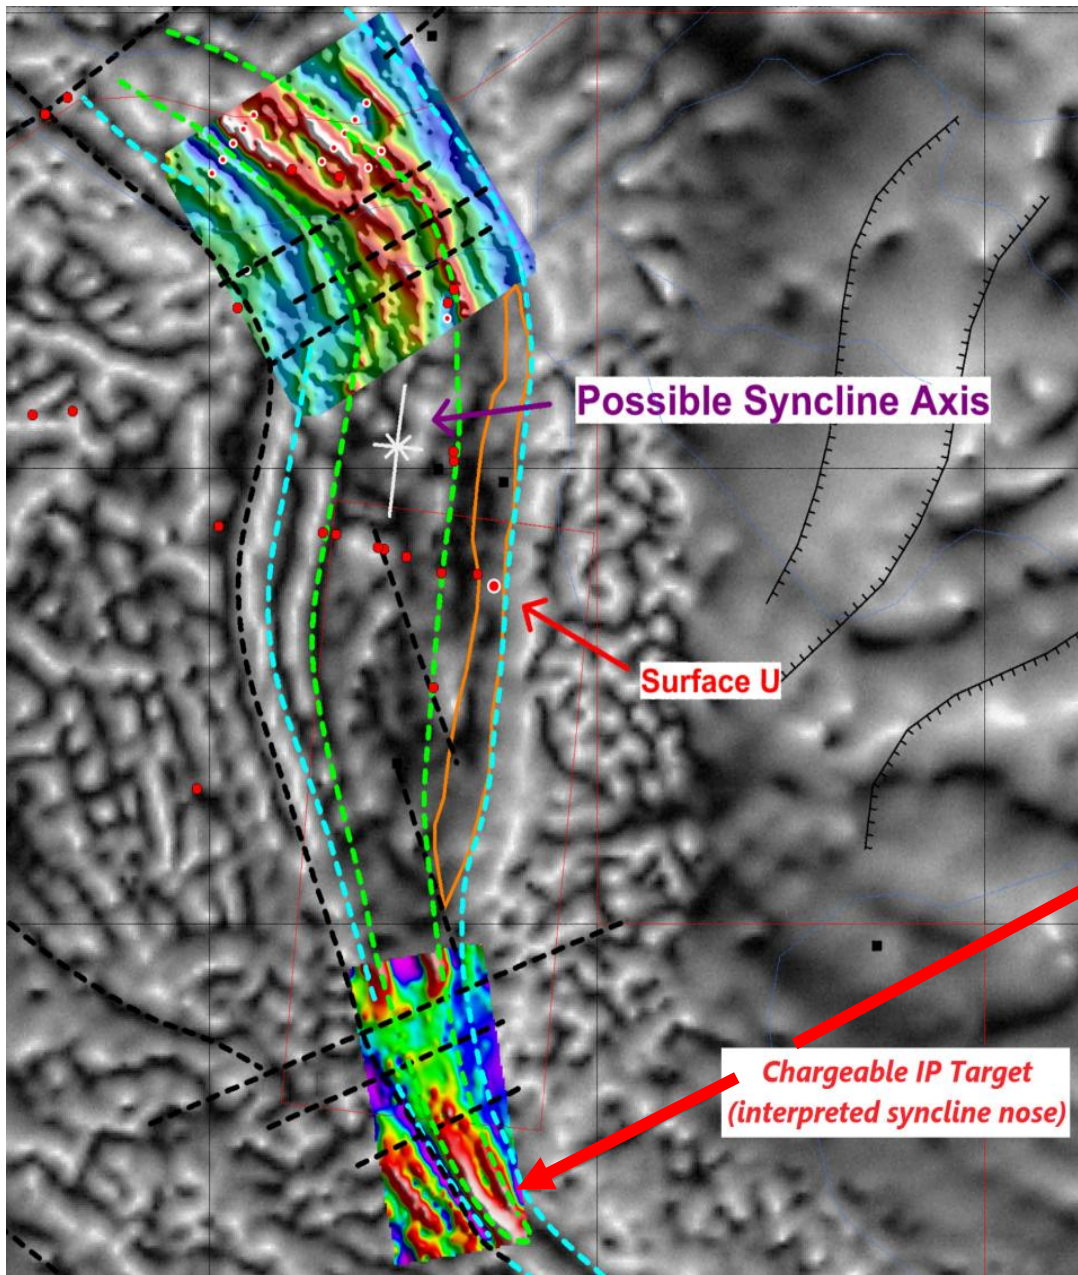 Possible Syncline Axis
Surface U
Chargeable IP Target
(interpreted syncline nose)